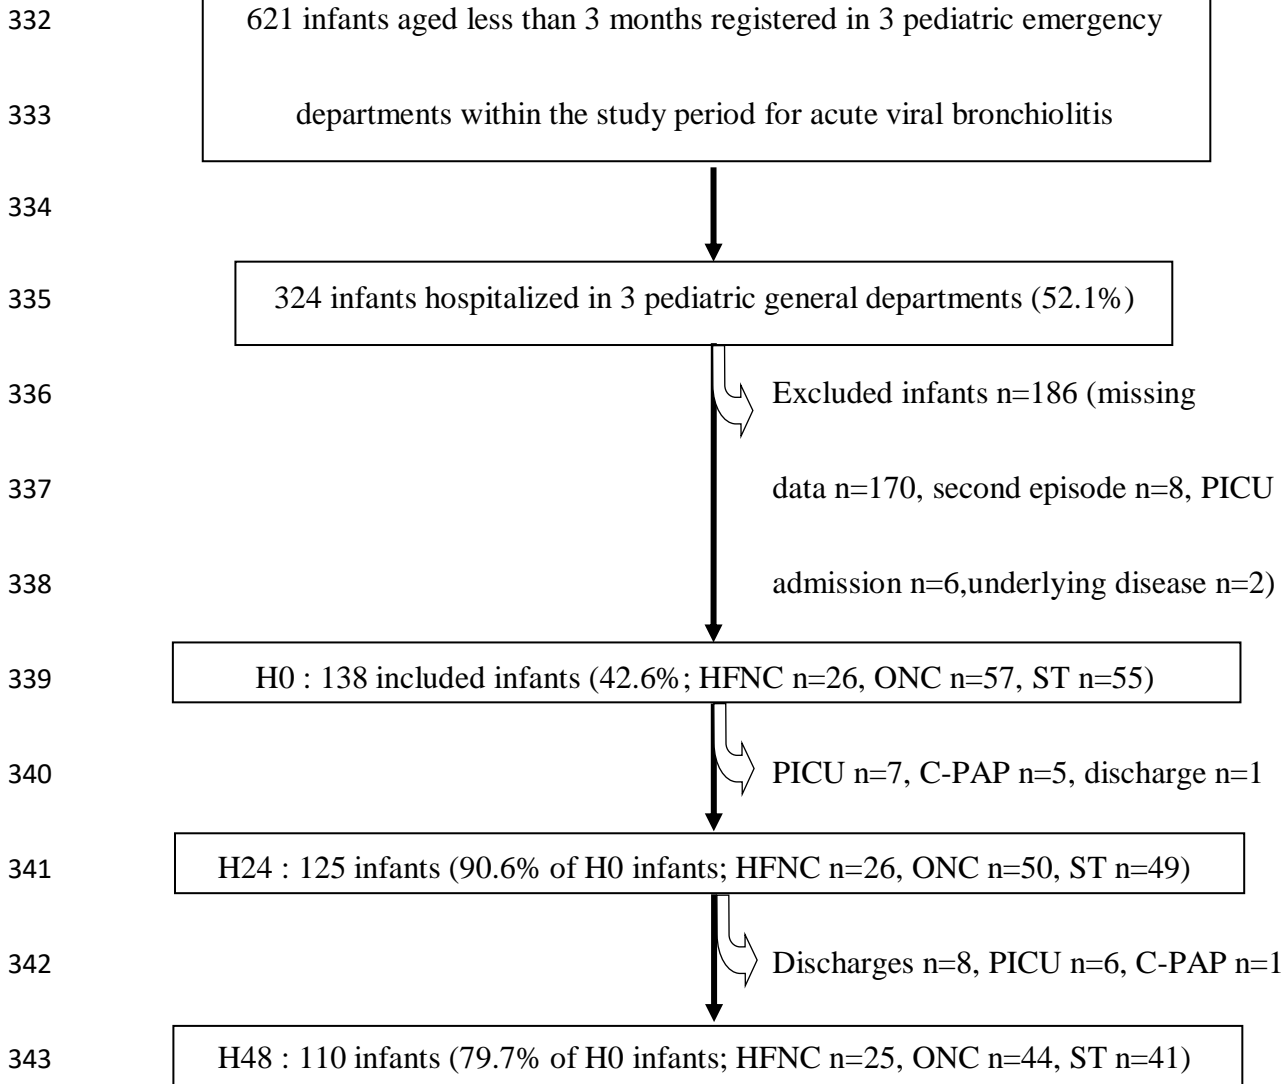 332 621 infants aged less than 3 months registered in 3 pediatric emergency
333 departments within the study period for acute viral bronchiolitis
334
335 324 infants hospitalized in 3 pediatric general departments (52.1%)
336 Excluded infants n=186 (missing
337 data n=170, second episode n=8, PICU
338 admission n=6,underlying disease n=2)
339 H0 : 138 included infants (42.6%; HFNC n=26, ONC n=57, ST n=55)
340 PICU n=7, C-PAP n=5, discharge n=1
341 H24 : 125 infants (90.6% of H0 infants; HFNC n=26, ONC n=50, ST n=49)
342 Discharges n=8, PICU n=6, C-PAP n=1
343 H48 : 110 infants (79.7% of H0 infants; HFNC n=25, ONC n=44, ST n=41)